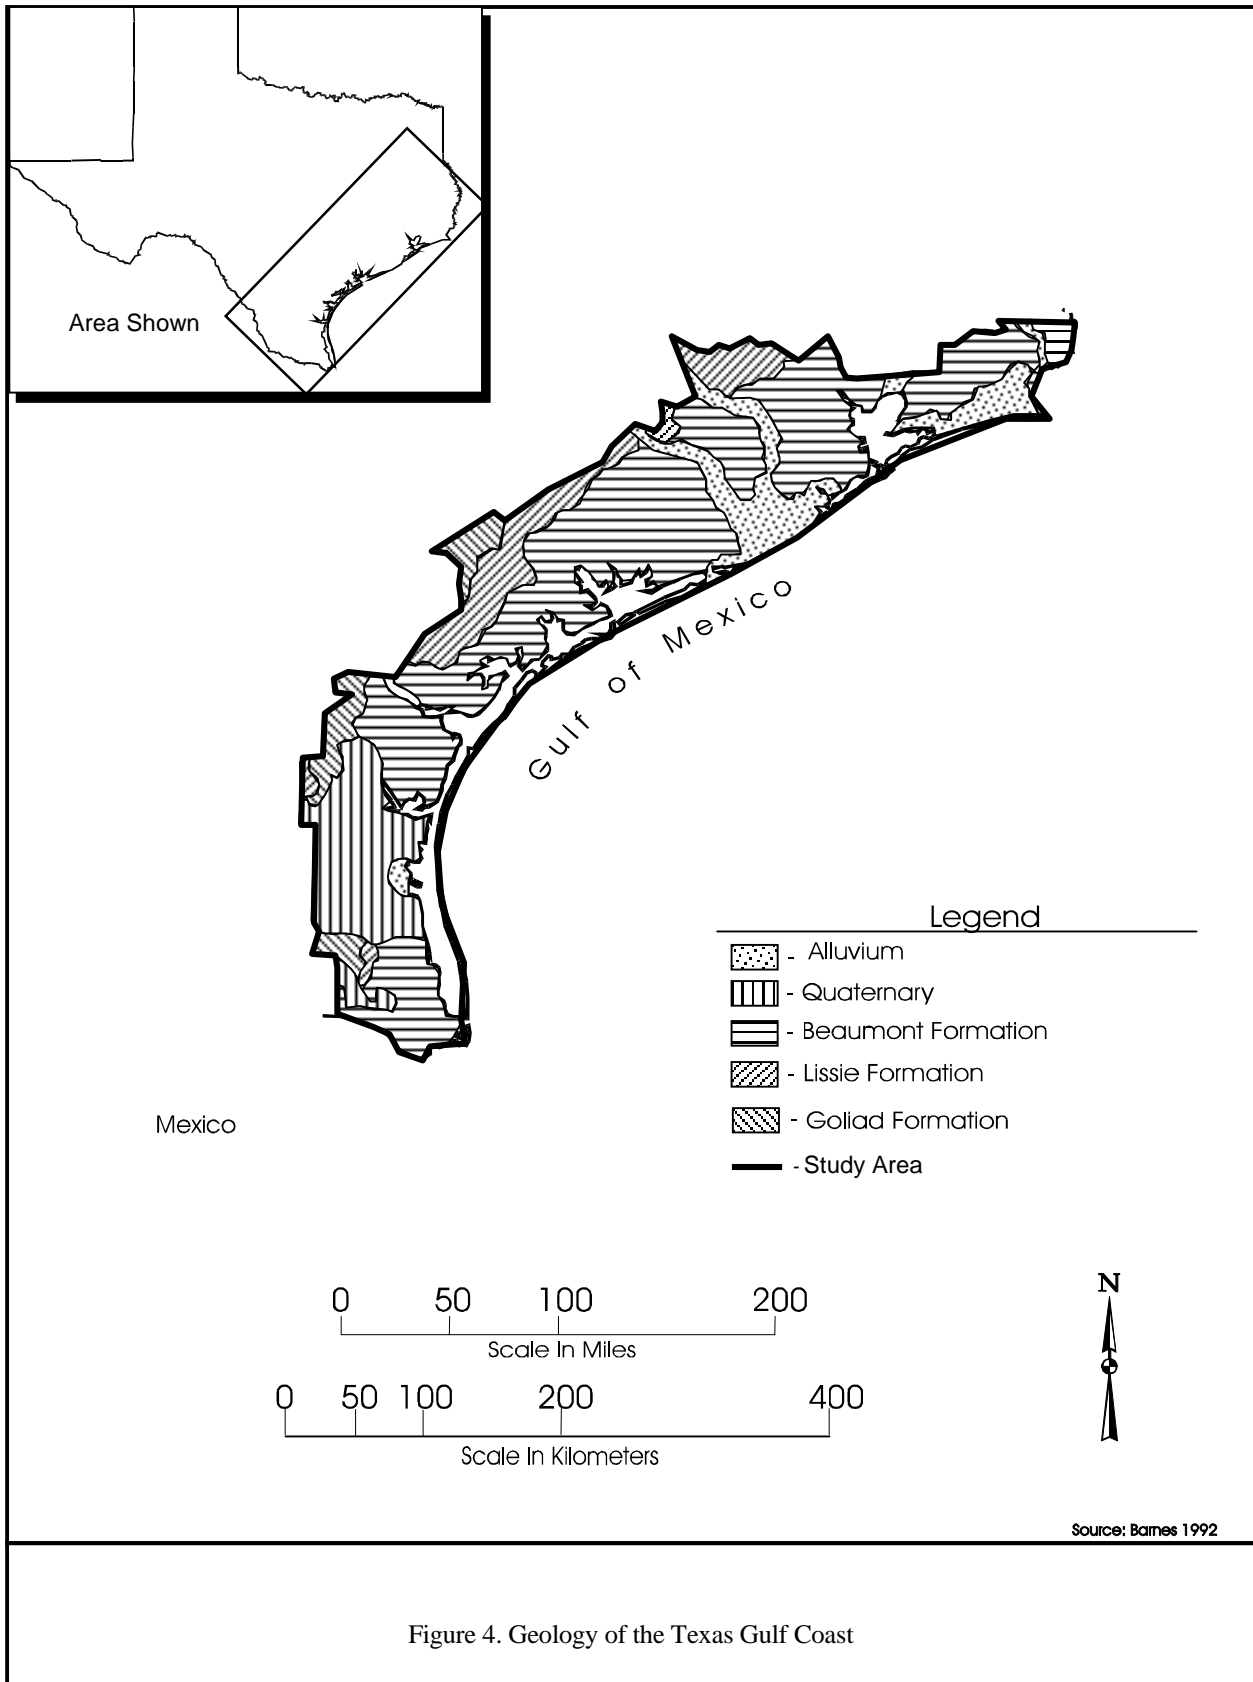 Area Shown
Gulf of Mexico
Legend
- Alluvium
- Quaternary
- Beaumont Formation
- Lissie Formation
- Goliad Formation
- Study Area
Mexico
0 50 100 200
Scale In Miles
0 50 100 200 400
Scale In Kilometers
N
Source: Barnes 1992
Figure 4. Geology of the Texas Gulf Coast